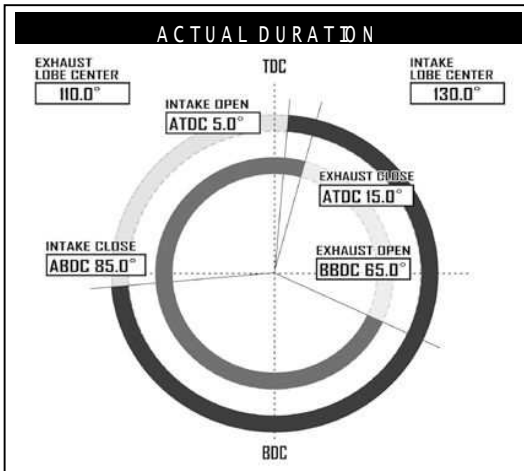 ACTUAL DURATION
EXHAUST
LOBE CENTER
110.0°
TDC
INTAKE
LOBE CENTER
130.0°
INTAKE OPEN
ATDC 5.0°
EXHAUST CLOSE
ATDC 15.0°
INTAKE CLOSE
ABDC 85.0°
EXHAUST OPEN
BBDC 65.0°
BDC